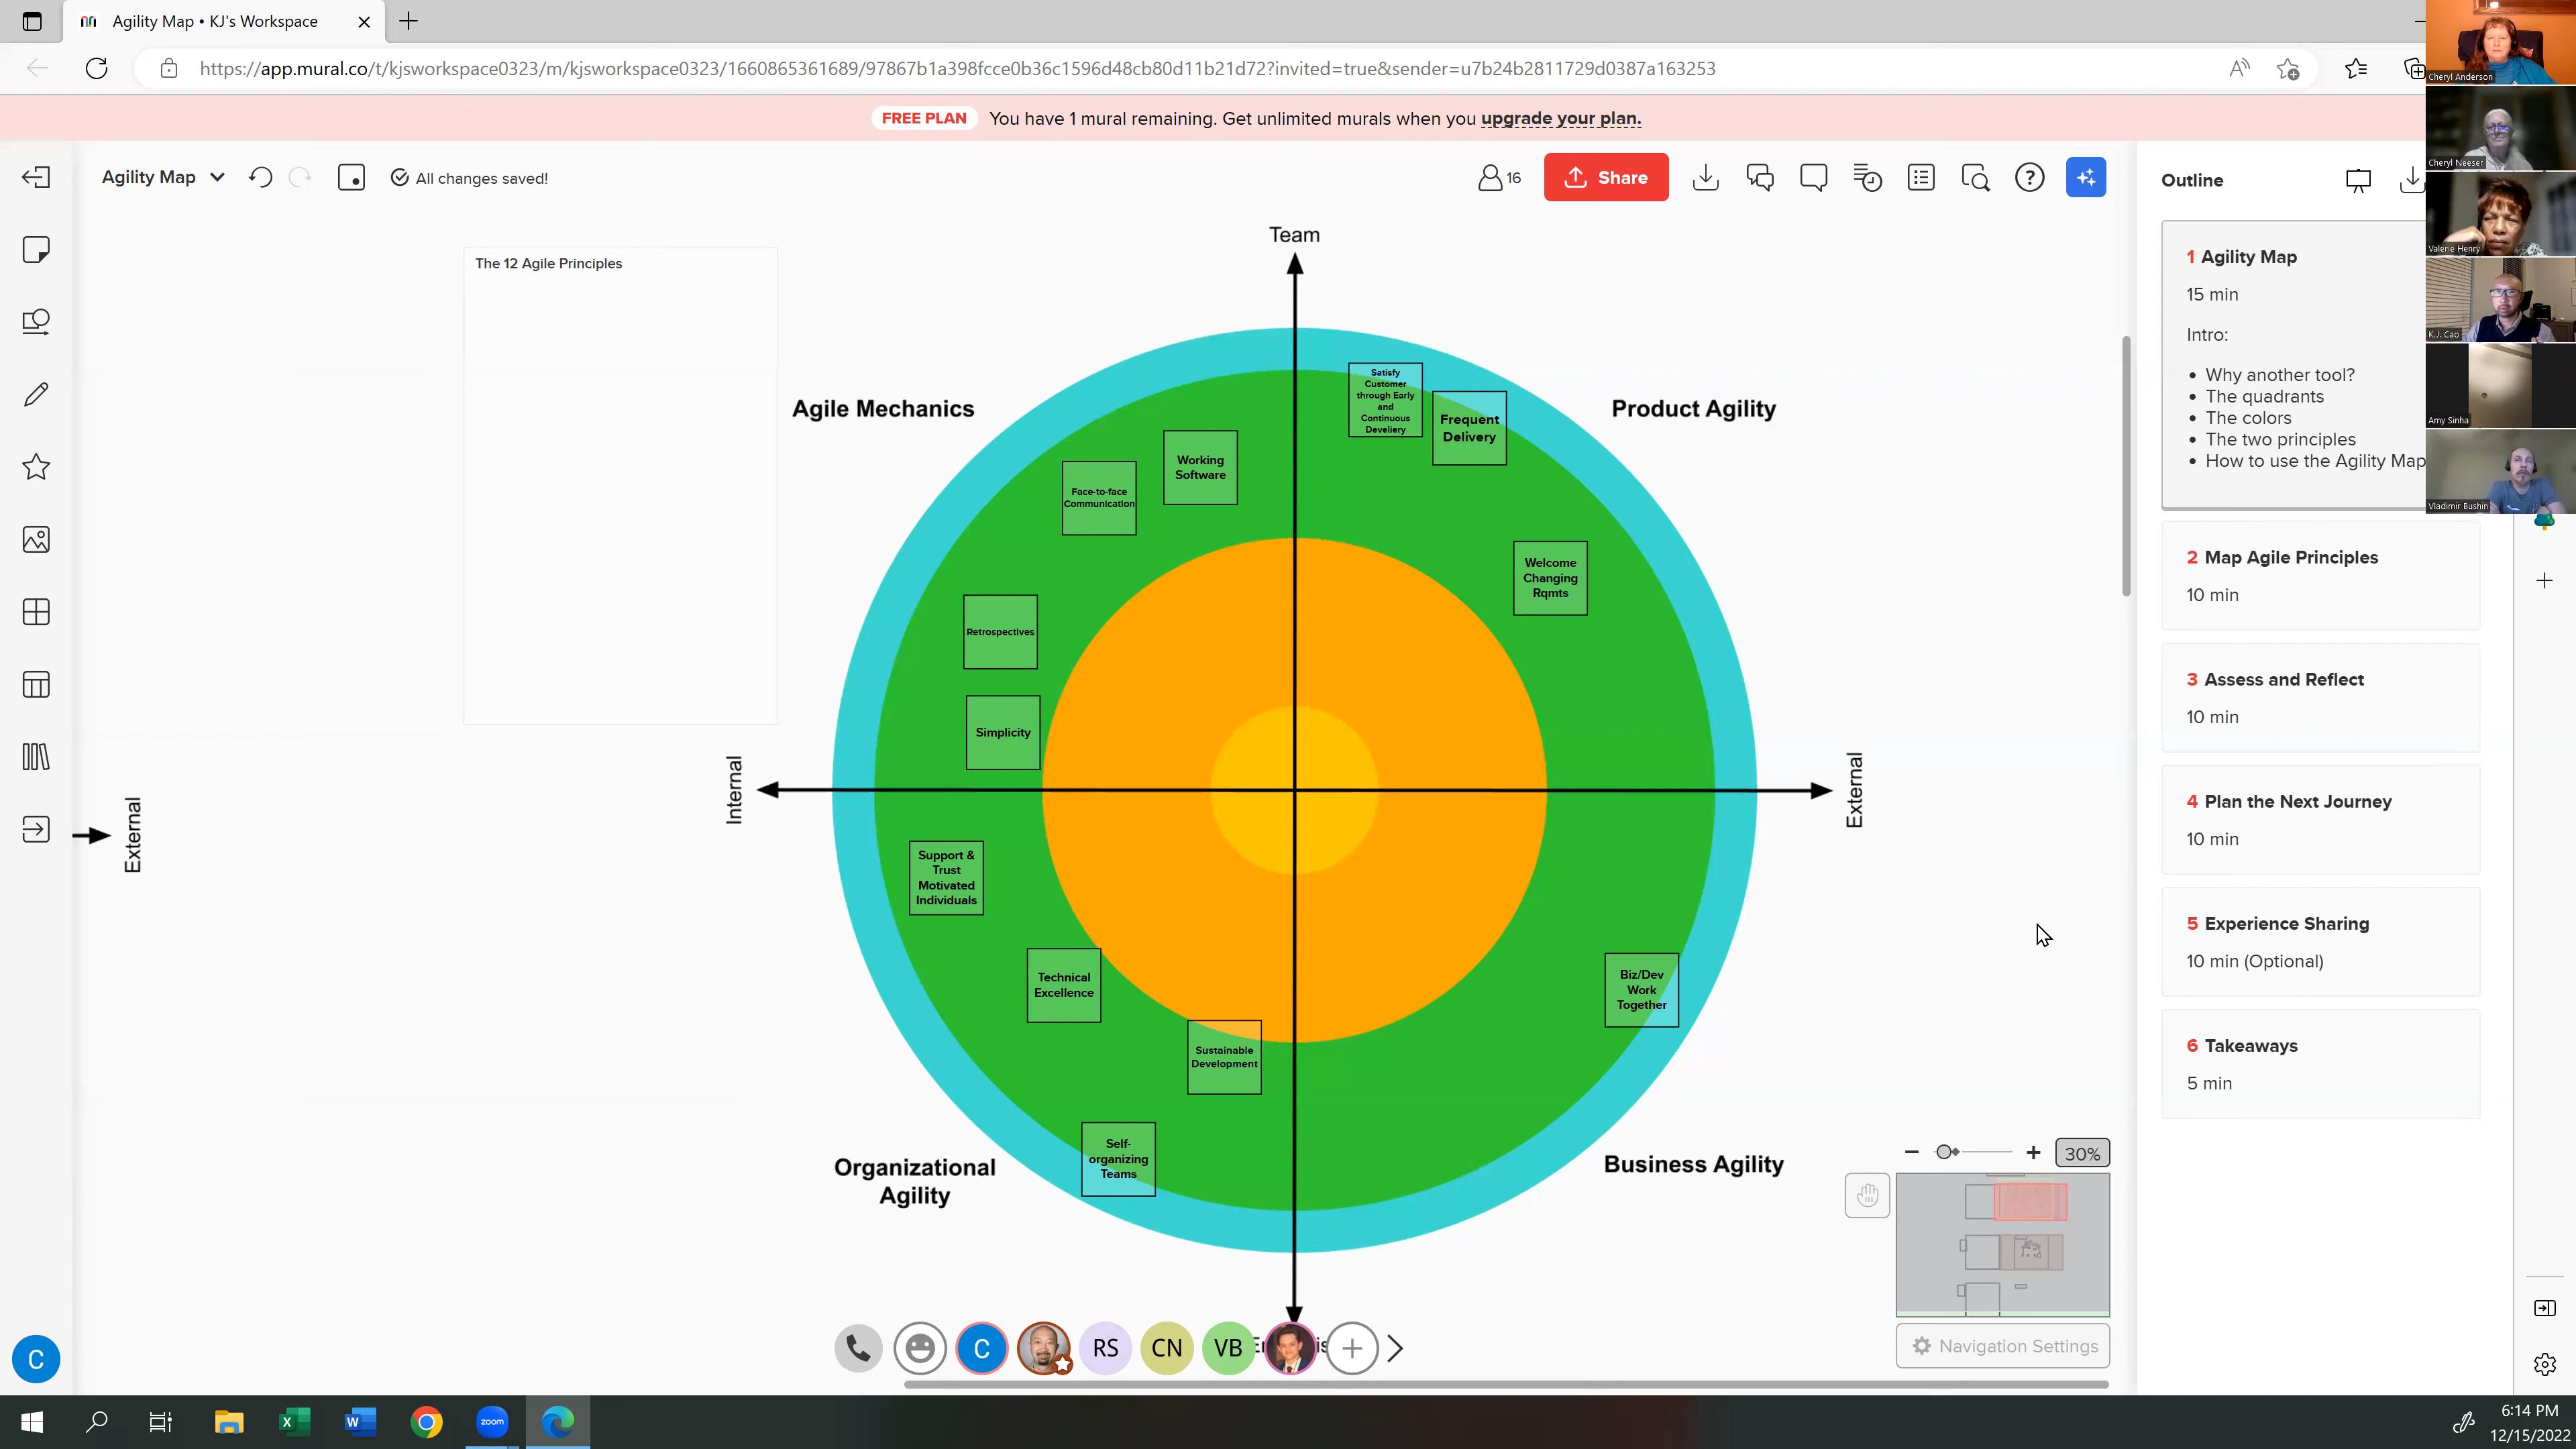 Agility Map • KJ's Workspace
https://app.mural.co/t/kjsworkspace0323/m/kjsworkspace0323/1660865361689/97867b1a398fcce0b36c1596d48cb80d11b21d72?invited=true&sender=u7b24b2811729d0387a163253
FREE PLAN You have 1 mural remaining. Get unlimited murals when you upgrade your plan.
Agility Map
All changes saved!
16
Share
The 12 Agile Principles
Team
Agile Mechanics
Product Agility
Satisfy
Customer
through Early
and
Continuous
Develiery
Frequent
Delivery
Working
Software
Face-to-face
Communication
Welcome
Changing
Rqmts
Retrospectives
Simplicity
Internal
External
External
Support &
Trust
Motivated
Individuals
Technical
Excellence
Sustainable
Development
Self-
organizing
Teams
Biz/Dev
Work
Together
Organizational
Agility
Business Agility
30%
Navigation Settings
C
C
RS
CN
VB
Outline
1 Agility Map
15 min
Intro:
• Why another tool?
• The quadrants
• The colors
• The two principles
• How to use the Agility Map
2 Map Agile Principles
10 min
3 Assess and Reflect
10 min
4 Plan the Next Journey
10 min
5 Experience Sharing
10 min (Optional)
6 Takeaways
5 min
Cheryl Anderson
Cheryl Neeser
Valerie Henry
K.J. Cao
Amy Sinha
Vladimir Bushin
zoom
6:14 PM
12/15/2022